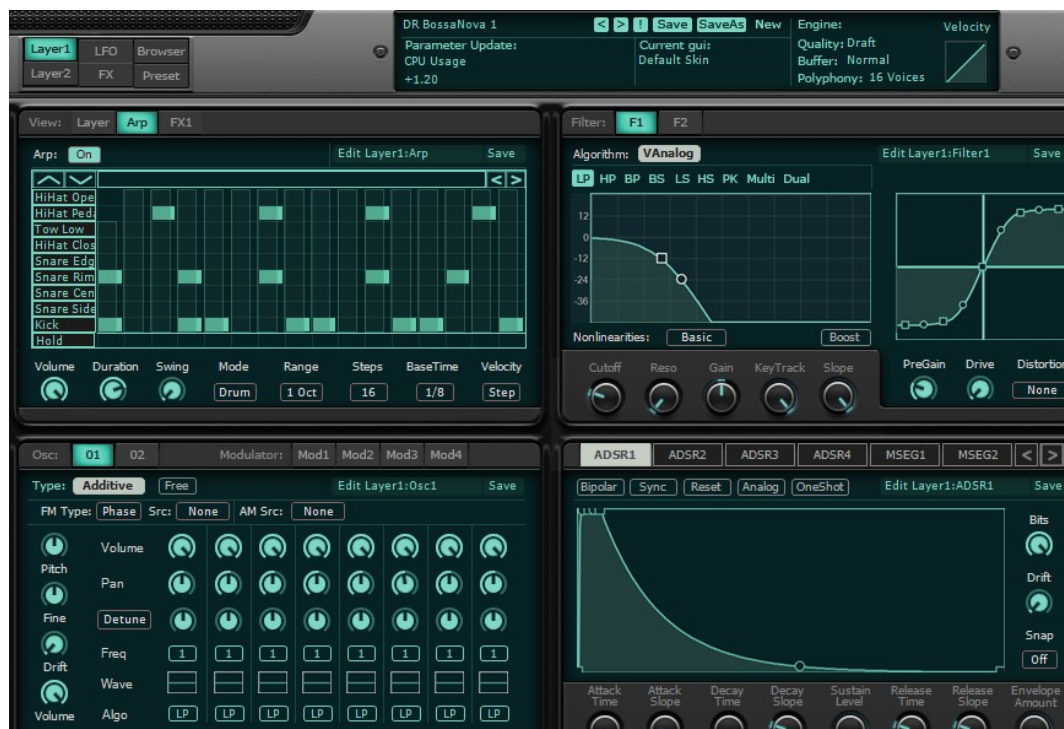 DR BossaNova 1 < > ! Save SaveAs New Engine: Velocity
Layer1 LFO Browser
Parameter Update: Current gui: Quality: Draft
CPU Usage Default Skin Buffer: Normal
Layer2 FX Preset
+1.20 Polyphony: 16 Voices
View: Layer Arp FX1
Arp: On Edit Layer1:Arp Save
< >
HiHat Ope
HiHat Peda
Tow Low
HiHat Clos
Snare Edg
Snare Rim
Snare Cen
Snare Side
Kick
Hold
Volume Duration Swing Mode Range Steps BaseTime Velocity
Drum 1 Oct 16 1/8 Step
Filter: F1 F2
Algorithm: VAnalog Edit Layer1:Filter1 Save
LP HP BP BS LS HS PK Multi Dual
12
0
-12
-24
-36
Nonlinearities: Basic Boost
Cutoff Reso Gain KeyTrack Slope
PreGain Drive Distortion
None
Osc: 01 02 Modulator: Mod1 Mod2 Mod3 Mod4
Type: Additive Free Edit Layer1:Osc1 Save
FM Type: Phase Src: None AM Src: None
Volume
Pitch
Pan
Fine Detune
Freq 1 1 1 1 1 1 1 1
Drift
Wave
Volume Algo LP LP LP LP LP LP LP LP
ADSR1 ADSR2 ADSR3 ADSR4 MSEG1 MSEG2 < >
Bipolar Sync Reset Analog OneShot Edit Layer1:ADSR1 Save
Bits
Drift
Snap
Off
Attack Time Attack Slope Decay Time Decay Slope Sustain Level Release Time Release Slope Envelope Amount